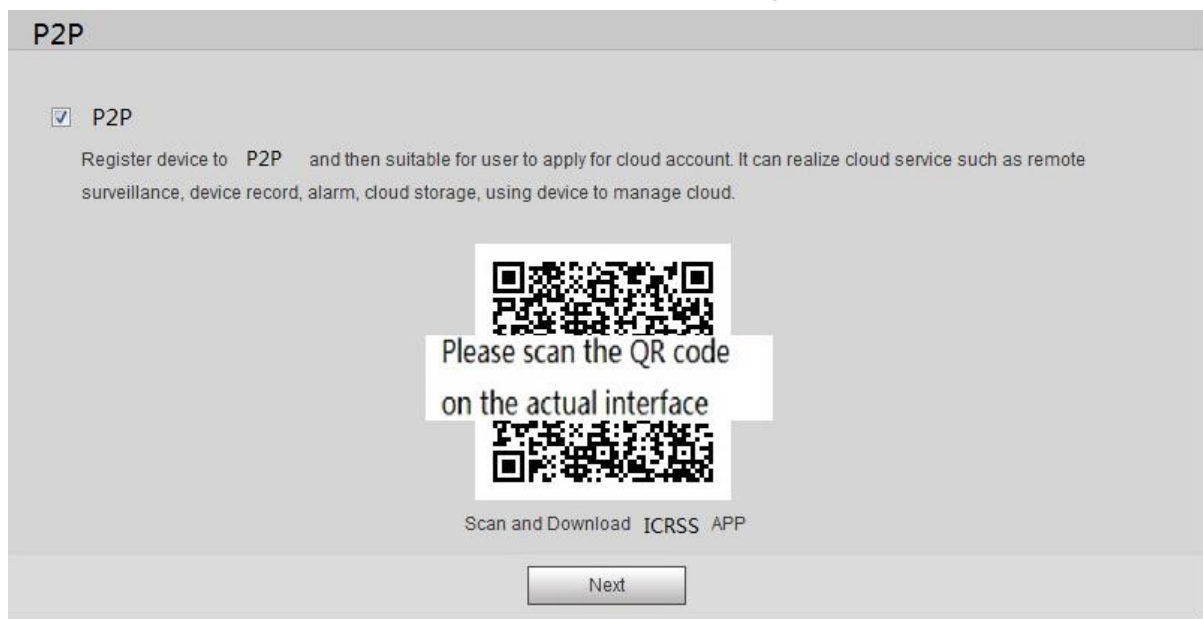 P2P
P2P
Register device to P2P and then suitable for user to apply for cloud account. It can realize cloud service such as remote
surveillance, device record, alarm, cloud storage, using device to manage cloud.
Please scan the QR code
on the actual interface
Scan and Download ICRSS APP
Next